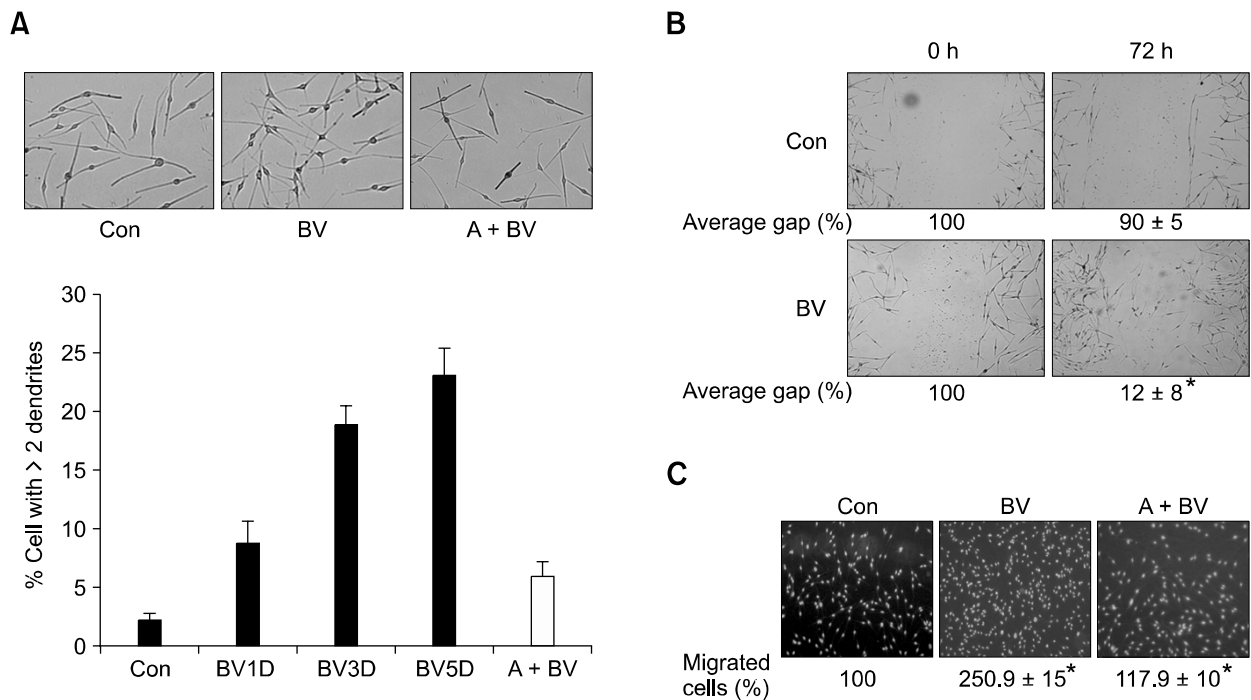 A
Con BV A + BV
% Cell with > 2 dendrites
30
25
20
15
10
5
0
Con BV1D BV3D BV5D A + BV
B
0 h 72 h
Con
Average gap (%) 100 90 ± 5
BV
Average gap (%) 100 12 ± 8*
C
Con BV A + BV
Migrated
cells (%) 100 250.9 ± 15* 117.9 ± 10*